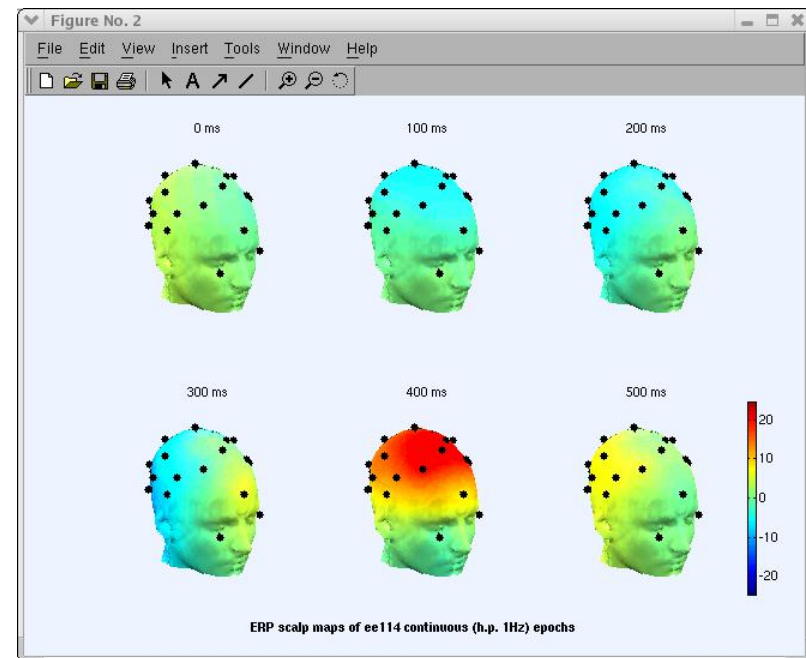 Figure No. 2
File Edit View Insert Tools Window Help
A
0 ms 100 ms 200 ms
300 ms 400 ms 500 ms
20
10
0
-10
-20
ERP scalp maps of ee114 continuous (h.p. 1Hz) epochs